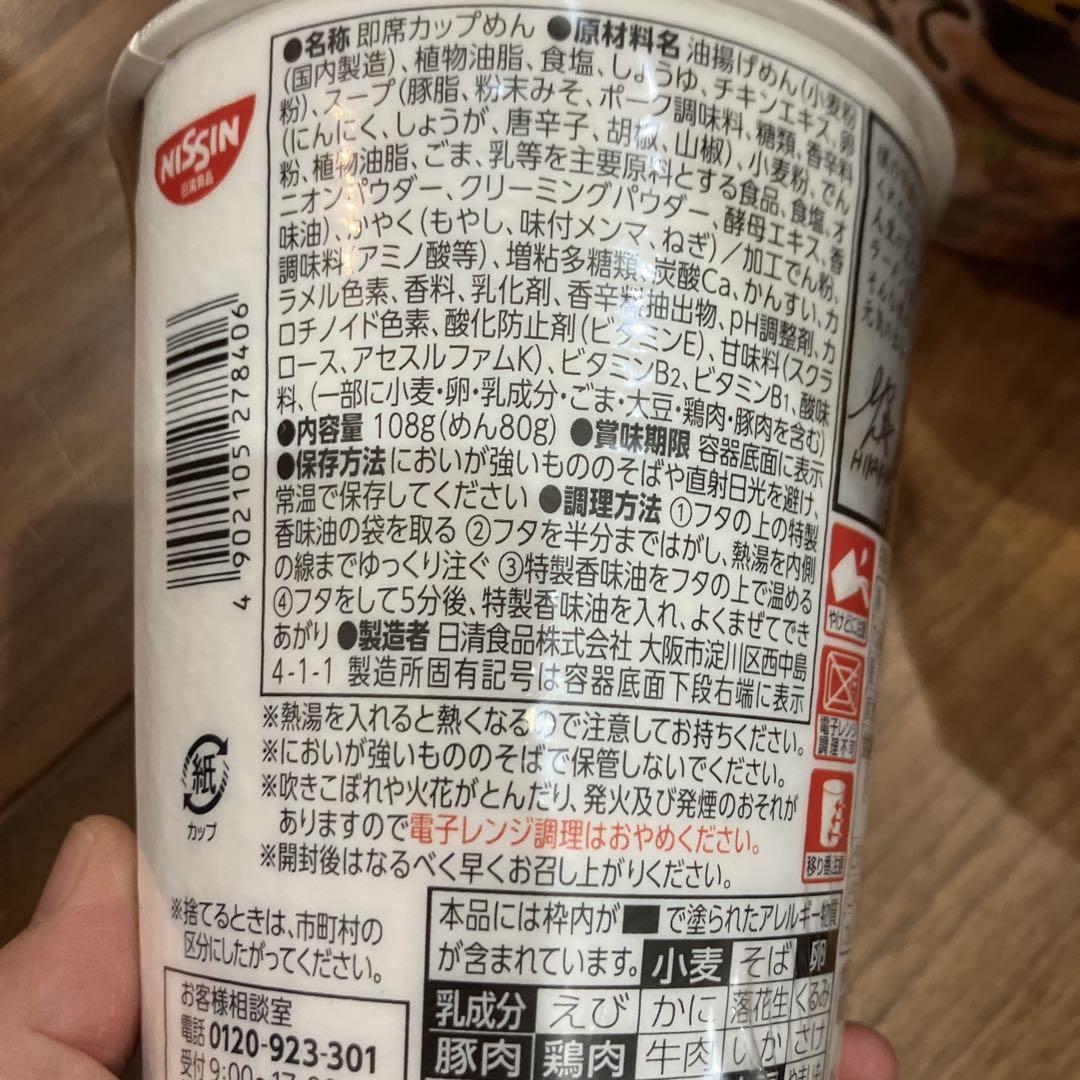 NISSIN
日清食品
●名称 即席カップめん ●原材料名 油揚げめん(小麦粉
(国内製造)、植物油脂、食塩、しょうゆ、チキンエキス、卵
粉)、スープ(豚脂、粉末みそ、ポーク調味料、糖類、香辛料
(にんにく、しょうが、唐辛子、胡椒、山椒)、小麦粉、でん
粉、植物油脂、ごま、乳等を主要原料とする食品、食塩、オ
ニオンパウダー、クリーミングパウダー、酵母エキス、香
味油)、かやく(もやし、味付メンマ、ねぎ)/加工でん粉、
調味料(アミノ酸等)、増粘多糖類、炭酸Ca、かんすい、カ
ラメル色素、香料、乳化剤、香辛料抽出物、pH調整剤、カ
ロチノイド色素、酸化防止剤(ビタミンE)、甘味料(スクラ
ロース、アセスルファムK)、ビタミンB2、ビタミンB1、酸味
料、(一部に小麦・卵・乳成分・ごま・大豆・鶏肉・豚肉を含む)
●内容量 108g(めん80g) ●賞味期限 容器底面に表示
●保存方法 においが強いもののそばや直射日光を避け、
常温で保存してください ●調理方法 ①フタの上の特製
香味油の袋を取る ②フタを半分まではがし、熱湯を内側
の線までゆっくり注ぐ ③特製香味油をフタの上で温める
④フタをして5分後、特製香味油を入れ、よくまぜてでき
あがり ●製造者 日清食品株式会社 大阪市淀川区西中島
4-1-1 製造所固有記号は容器底面下段右端に表示
4 902105 278406
※熱湯を入れると熱くなるので注意してお持ちください。
※においが強いもののそばで保管しないでください。
※吹きこぼれや火花がとんだり、発火及び発煙のおそれが
ありますので電子レンジ調理はおやめください。
※開封後はなるべく早くお召し上がりください。
紙
カップ
やけどに注意
電子レンジ
調理不可
移り香注意
※捨てるときは、市町村の
区分にしたがってください。
お客様相談室
電話 0120-923-301
本品には枠内が■で塗られたアレルギー物質
が含まれています。 小麦 そば 卵
乳成分 えび かに 落花生 くるみ
豚肉 鶏肉 牛肉 いか さけ